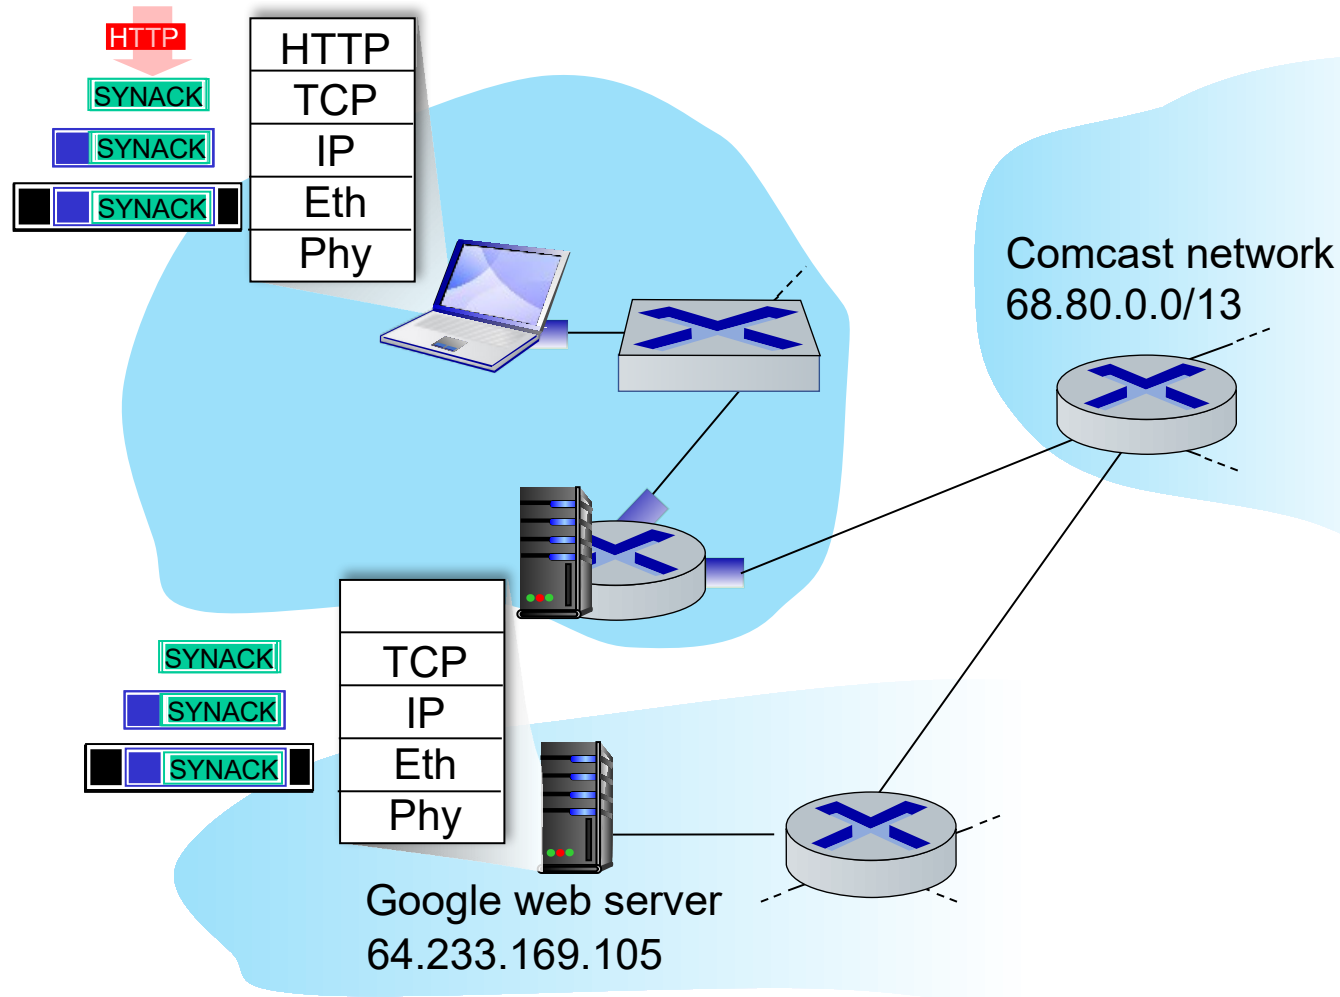 HTTP
SYNACK
SYNACK
SYNACK
HTTP
TCP
IP
Eth
Phy
Comcast network
68.80.0.0/13
SYNACK
SYNACK
SYNACK
TCP
IP
Eth
Phy
Google web server
64.233.169.105